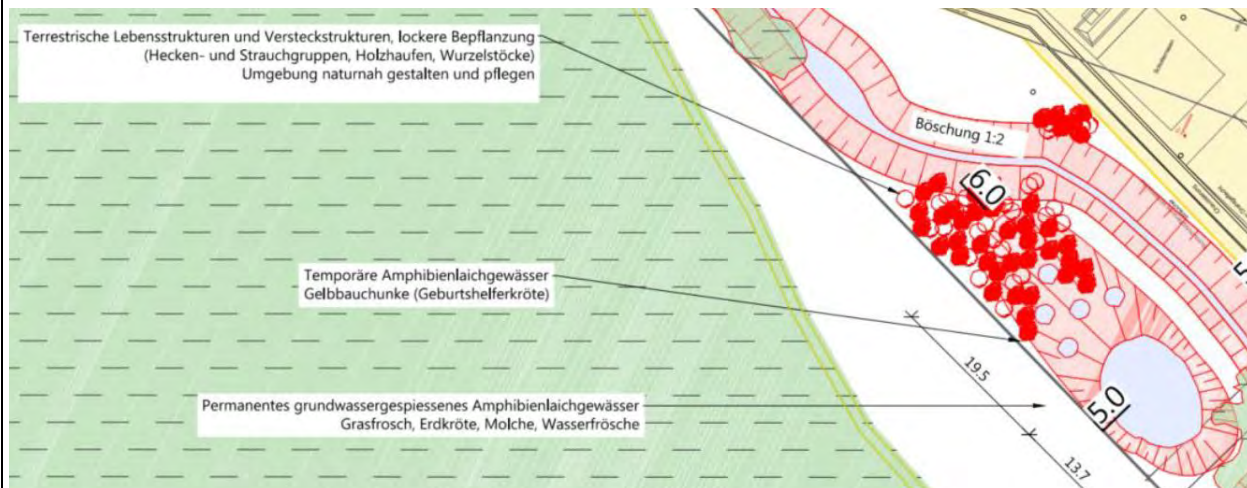 Terrestrische Lebensstrukturen und Versteckstrukturen, lockere Bepflanzung
(Hecken- und Strauchgruppen, Holzhaufen, Wurzelstöcke)
Umgebung naturnah gestalten und pflegen
Böschung 1:2
6.0
Temporäre Amphibienlaichgewässer
Gelbbauchunke (Geburtshelferkröte)
19.5
Permanentes grundwassergespiessenes Amphibienlaichgewässer
Grasfrosch, Erdkröte, Molche, Wasserfrösche
5.0
13.7